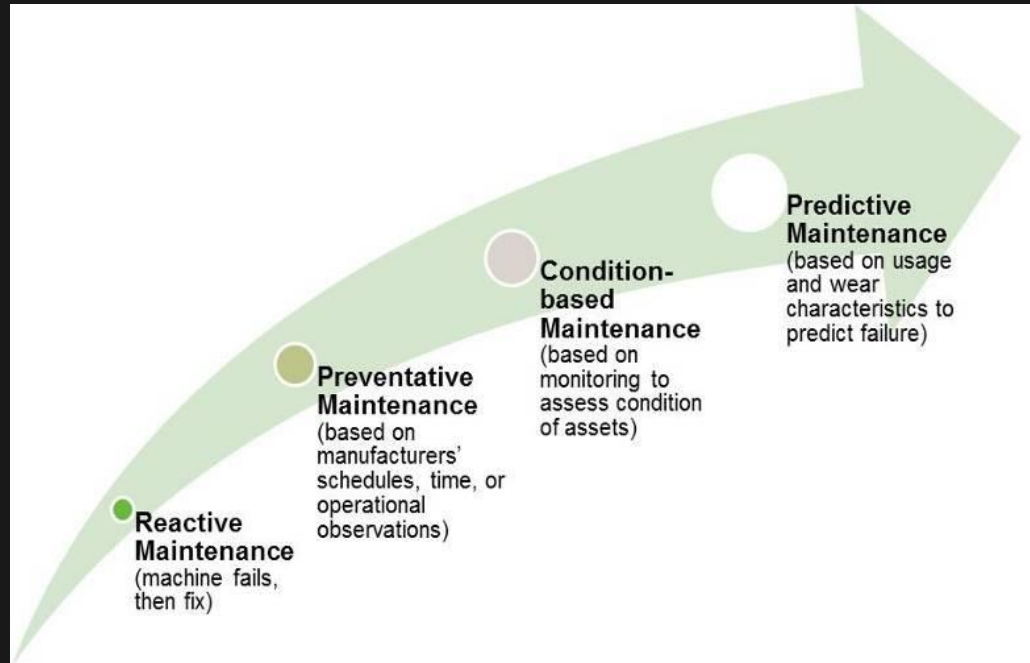 Predictive
Maintenance
(based on usage
and wear
characteristics to
predict failure)
Condition-
based
Maintenance
(based on
monitoring to
assess condition
of assets)
Preventative
Maintenance
(based on
manufacturers’
schedules, time, or
operational
observations)
Reactive
Maintenance
(machine fails,
then fix)